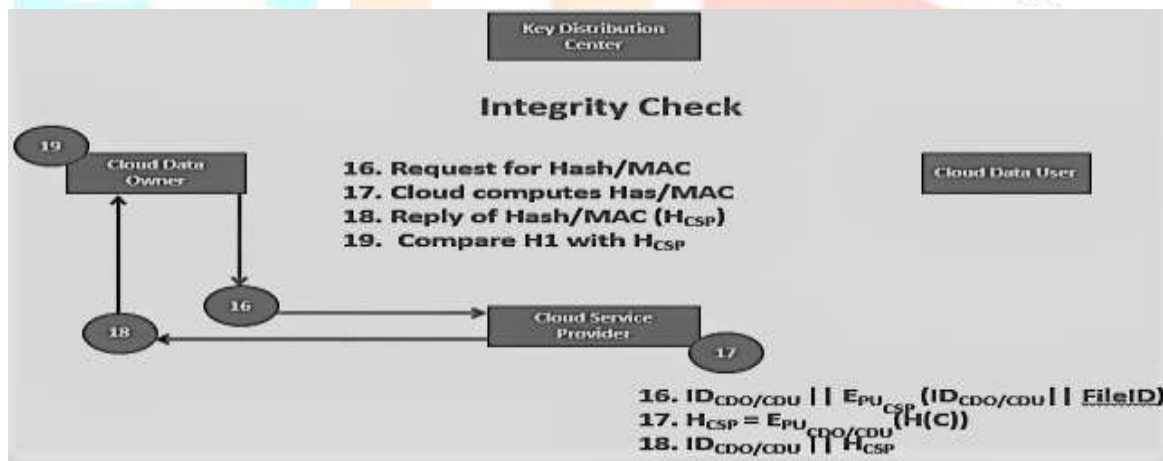 Key Distribution
Center
Integrity Check
19
Cloud Data
Owner
16. Request for Hash/MAC
17. Cloud computes Has/MAC
18. Reply of Hash/MAC (HCSP)
19. Compare H1 with HCSP
Cloud Data User
16
18
Cloud Service
Provider
17
16. IDCDO/CDU || EPUCSP (IDCDO/CDU|| FileID)
17. HCSP = EPUCDO/CDU(H(C))
18. IDCDO/CDU || HCSP